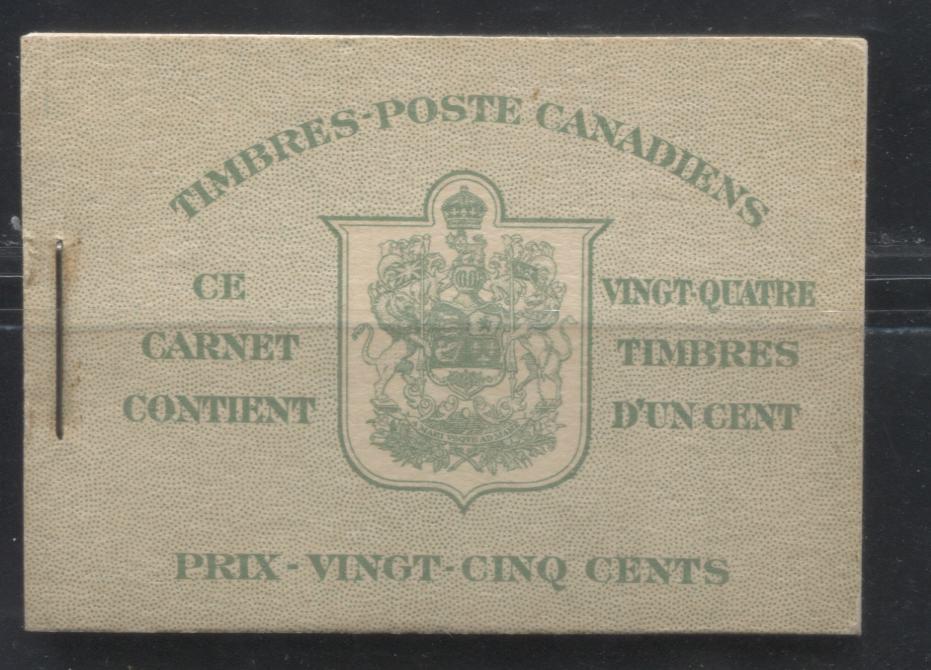 TIMBRES-POSTE CANADIENS
CE
CARNET
CONTIENT
VINGT-QUATRE
TIMBRES
D'UN CENT
PRIX - VINGT - CINQ CENTS